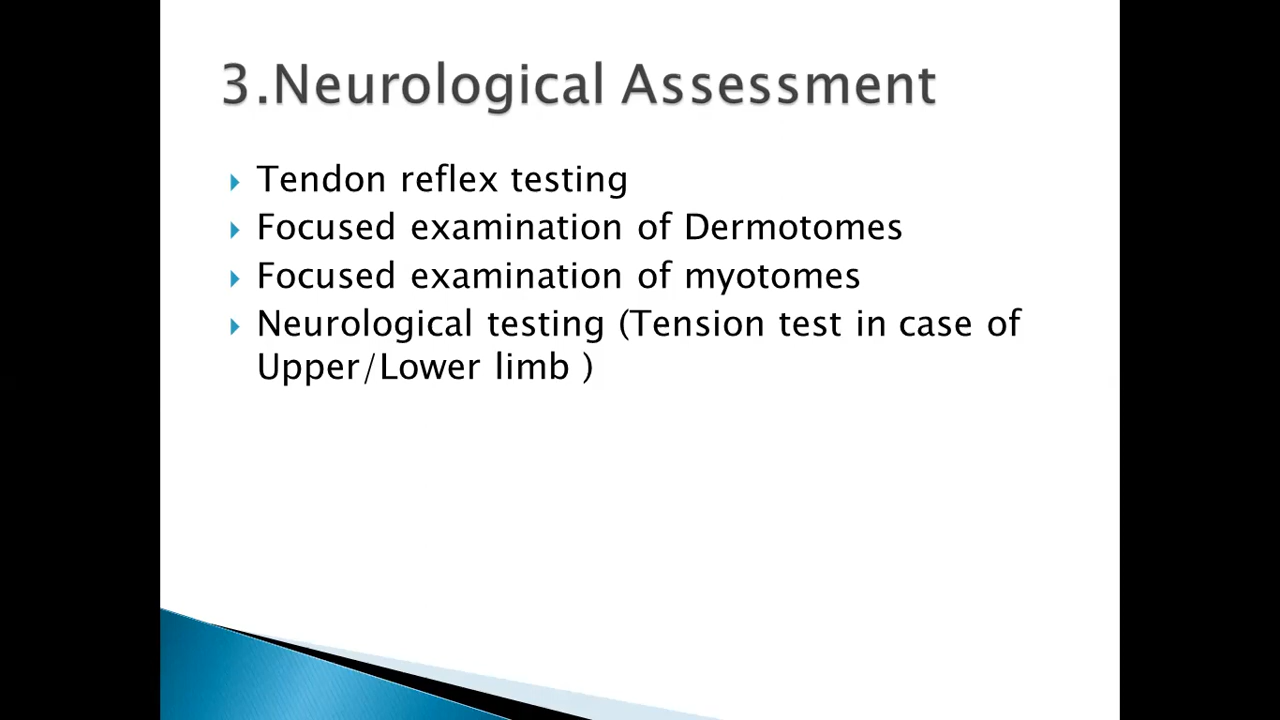 3.Neurological Assessment
Tendon reflex testing
Focused examination of Dermotomes
Focused examination of myotomes
Neurological testing (Tension test in case of
Upper/Lower limb )